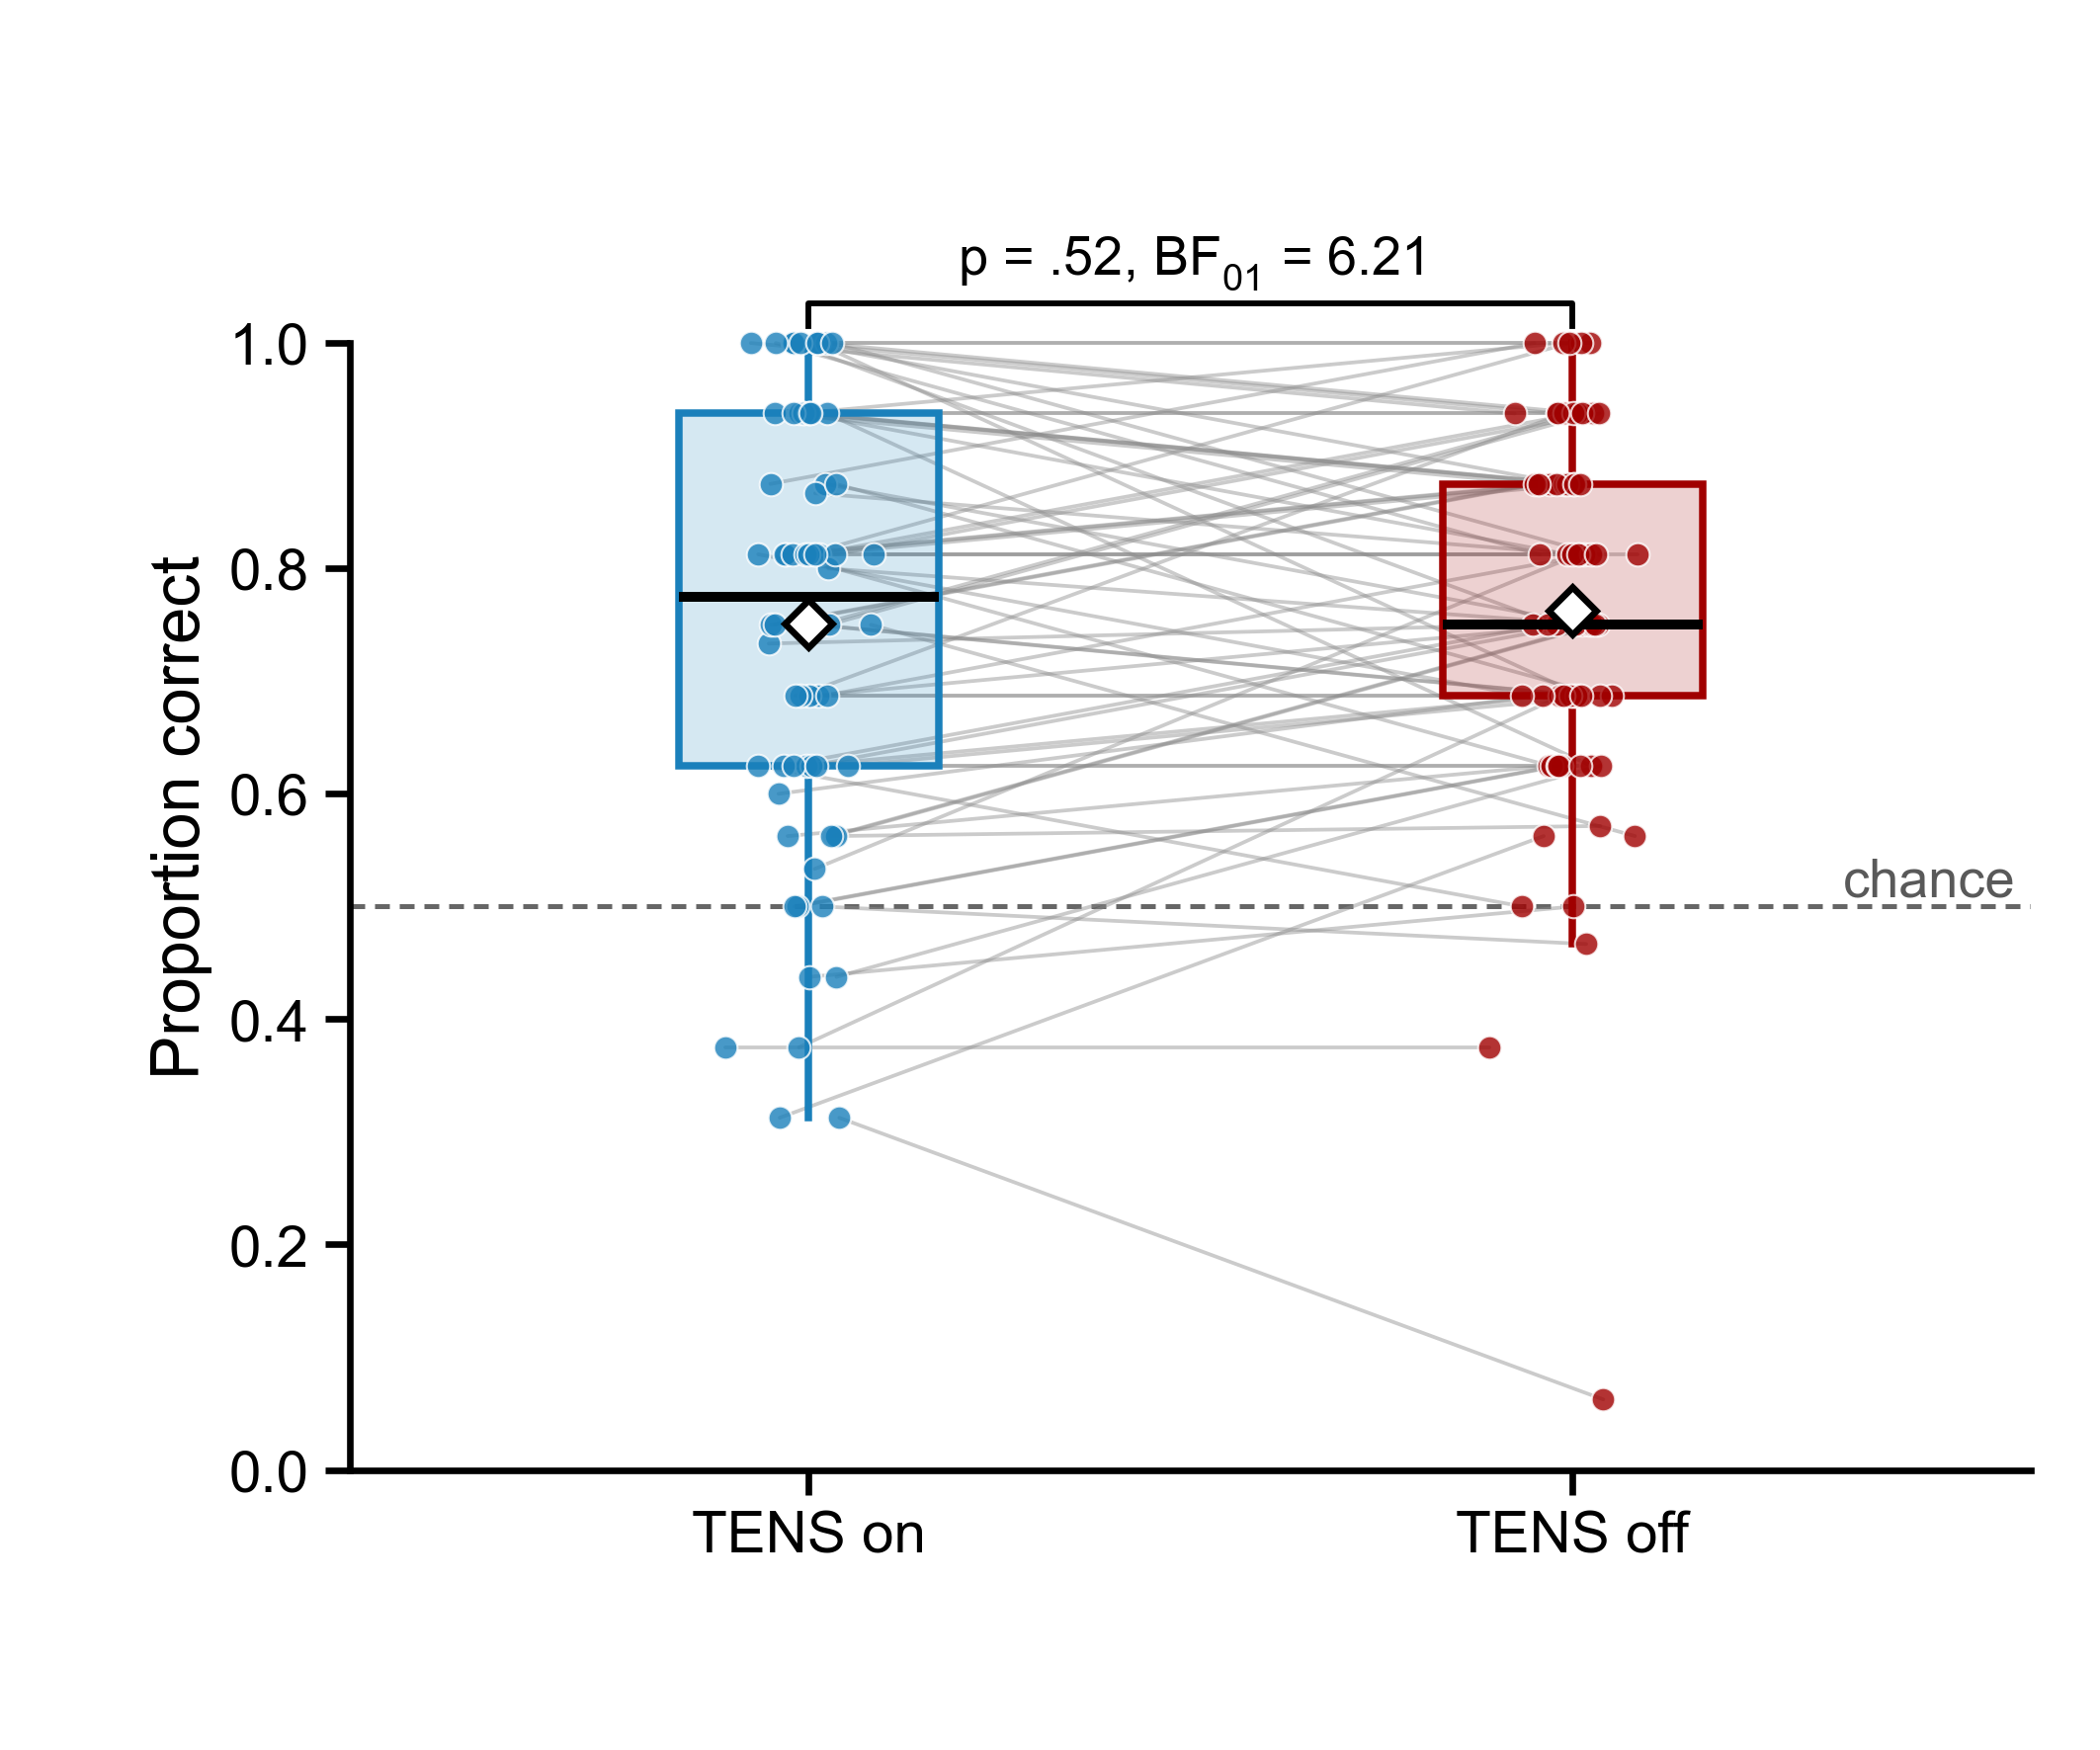 p = .52, BF₀₁ = 6.21
1.0
0.8
0.6
0.4
0.2
0.0
Proportion correct
chance
TENS on
TENS off